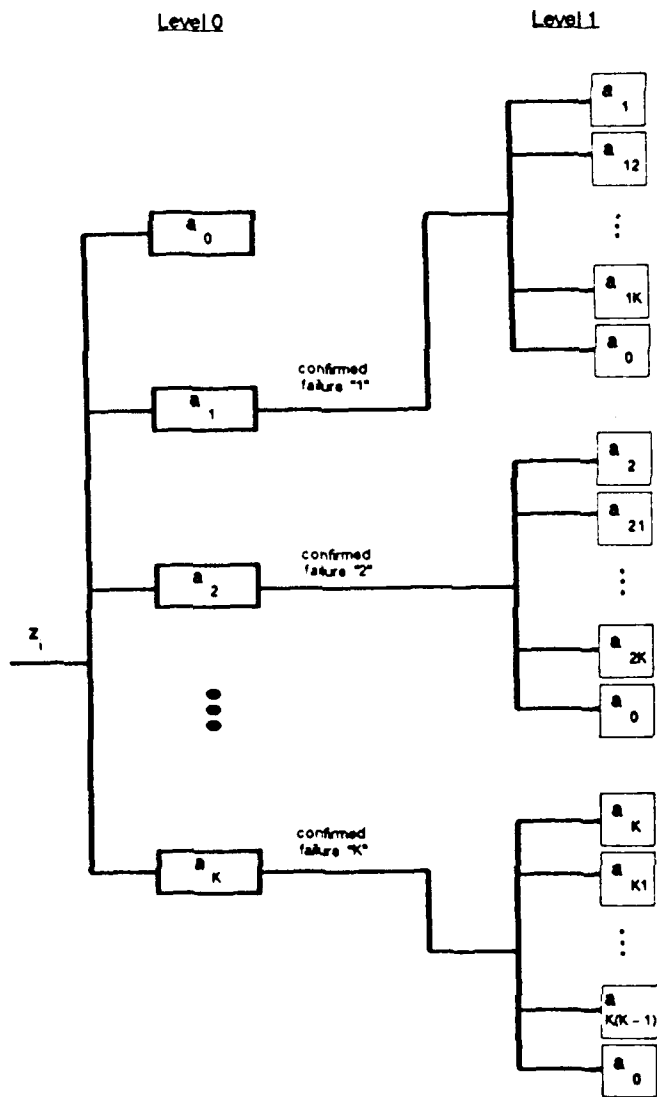 Level 0
Level 1
a 1
a 12
a 0
a 1K
confirmed
failure "1"
a 0
a 1
a 2
a 21
confirmed
failure "2"
a 2
z i
a 2K
a 0
a K
confirmed
failure "K"
a K
a K1
a K(K - 1)
a 0